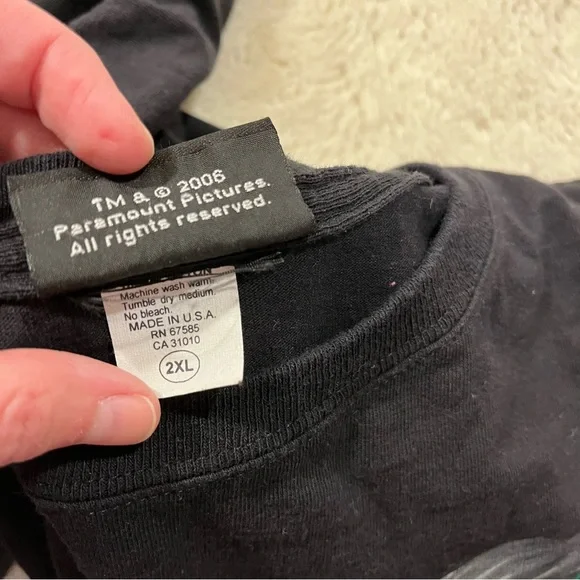 TM & © 2006
Paramount Pictures.
All rights reserved.
Machine wash warm.
Tumble dry medium.
No bleach.
MADE IN U.S.A.
RN 67585
CA 31010
2XL